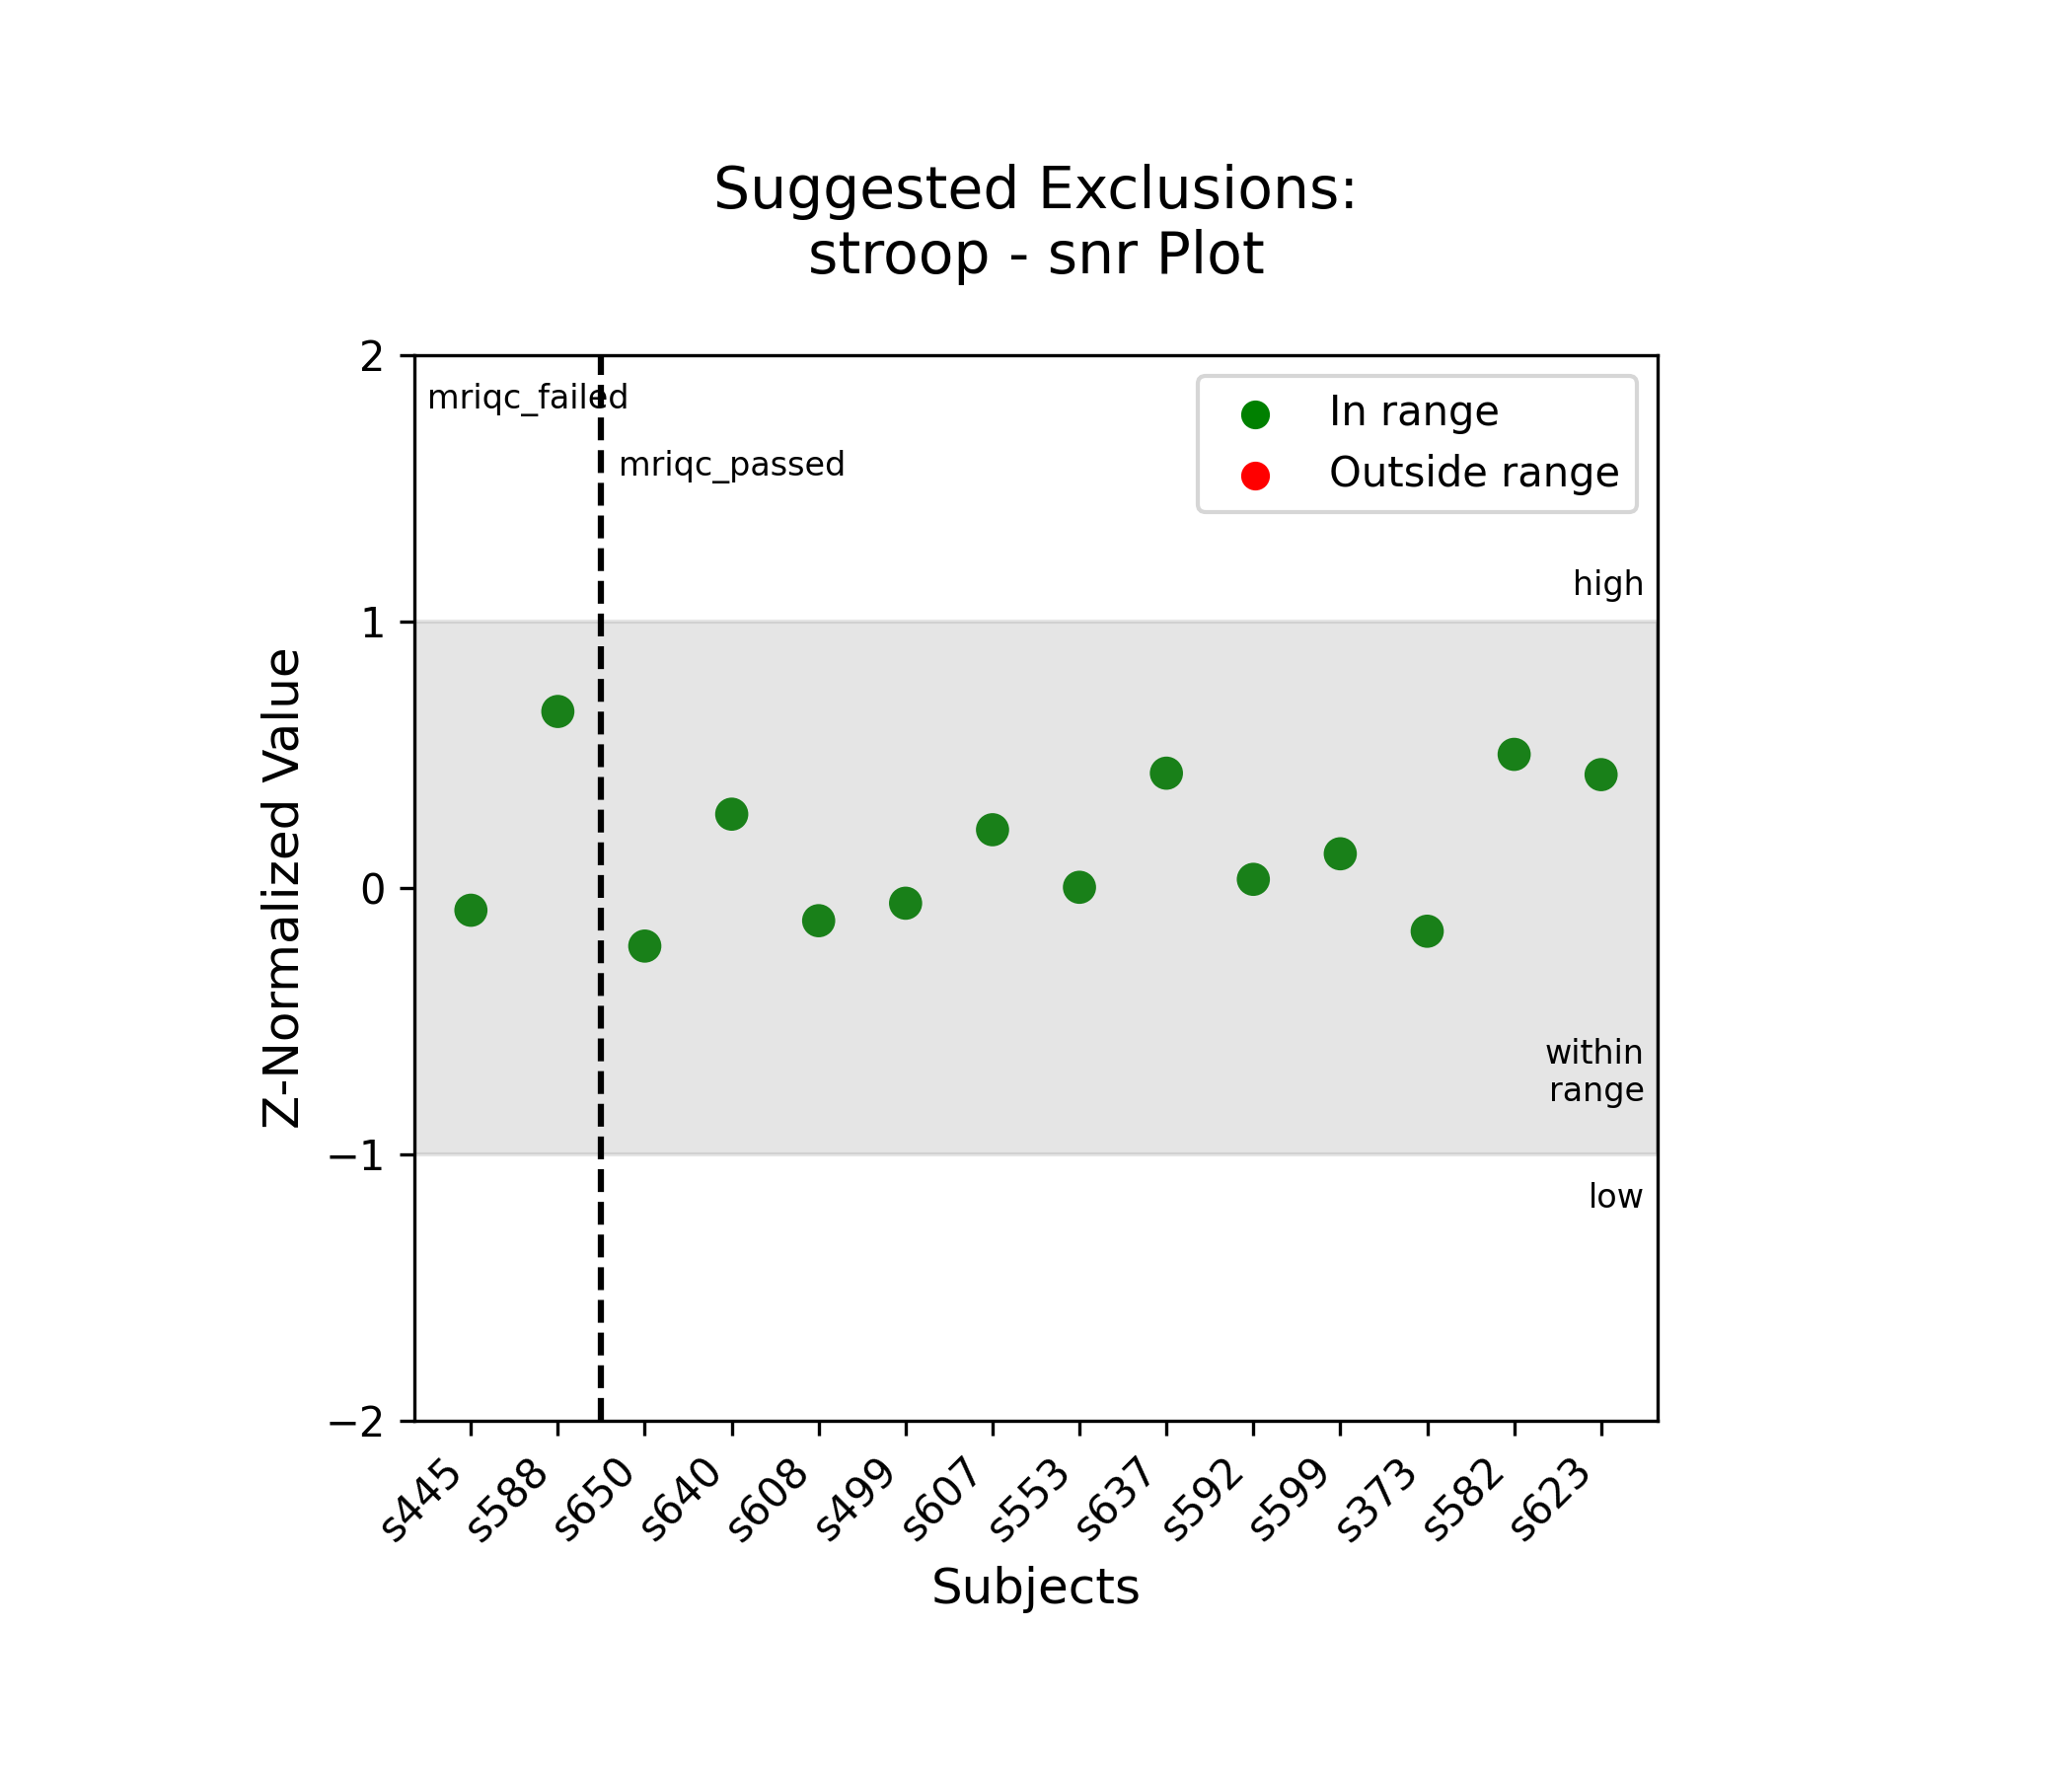 Suggested Exclusions:
stroop - snr Plot
2
mriqc_failed
In range
mriqc_passed
Outside range
high
1
Z-Normalized Value
0
within
range
−1
low
−2
s445
s588
s650
s640
s608
s499
s607
s553
s637
s592
s599
s373
s582
s623
Subjects